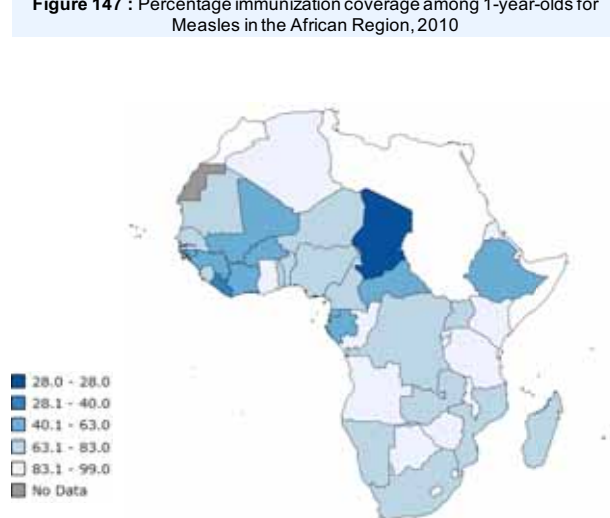 Figure 147 : Percentage immunization coverage among 1-year-olds for
Measles in the African Region, 2010
28.0 - 28.0
28.1 - 40.0
40.1 - 63.0
63.1 - 83.0
83.1 - 99.0
No Data